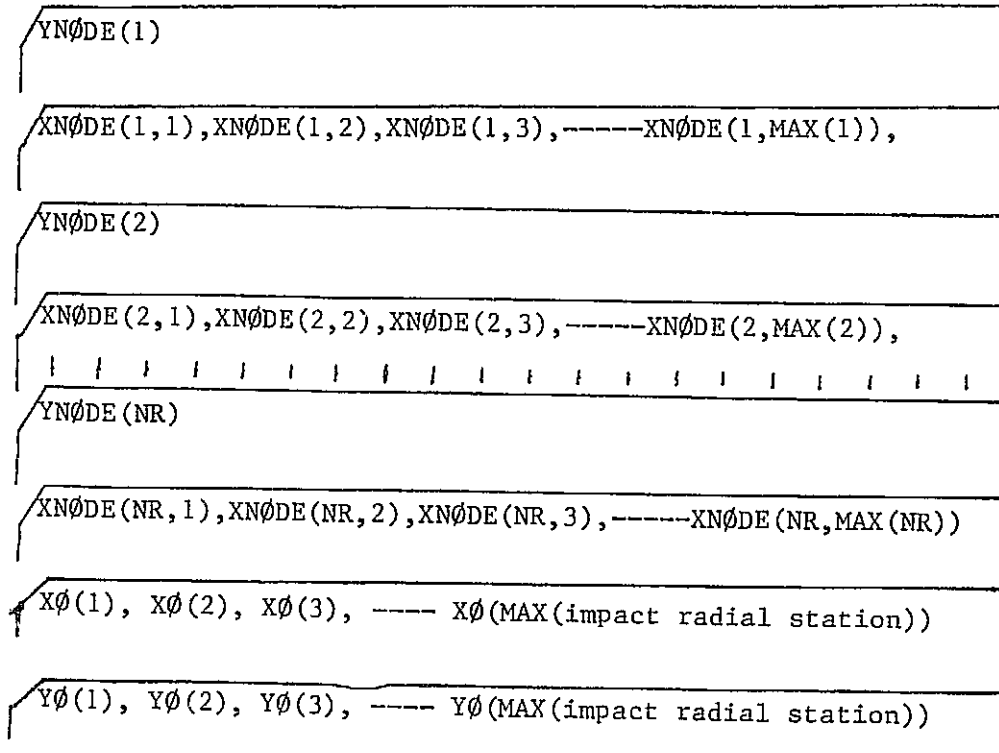 YNØDE(1)
XNØDE(1,1),XNØDE(1,2),XNØDE(1,3),-----XNØDE(1,MAX(1)),
YNØDE(2)
XNØDE(2,1),XNØDE(2,2),XNØDE(2,3),-----XNØDE(2,MAX(2)),
YNØDE(NR)
XNØDE(NR,1),XNØDE(NR,2),XNØDE(NR,3),-----XNØDE(NR,MAX(NR))
XØ(1), XØ(2), XØ(3), ---- XØ(MAX(impact radial station))
YØ(1), YØ(2), YØ(3), ---- YØ(MAX(impact radial station))